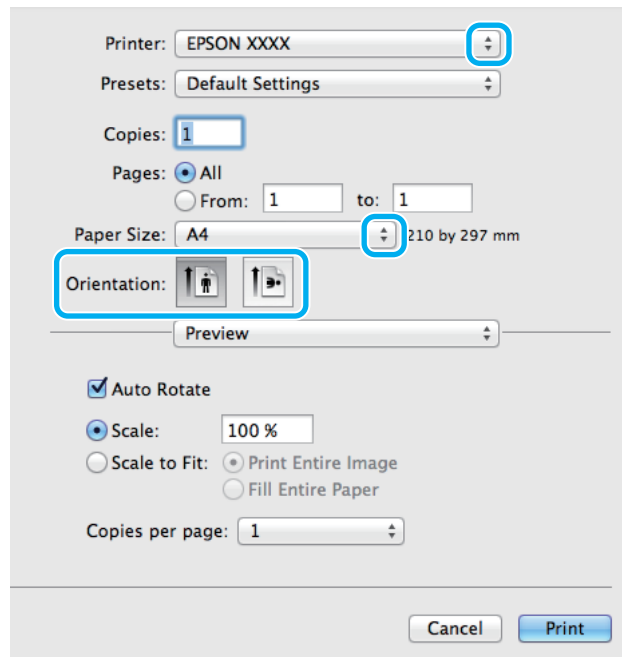 Printer: EPSON XXXX
Presets: Default Settings
Copies: 1
Pages: All
From: 1 to: 1
Paper Size: A4 210 by 297 mm
Orientation:
Preview
Auto Rotate
Scale: 100 %
Scale to Fit: Print Entire Image
Fill Entire Paper
Copies per page: 1
Cancel Print